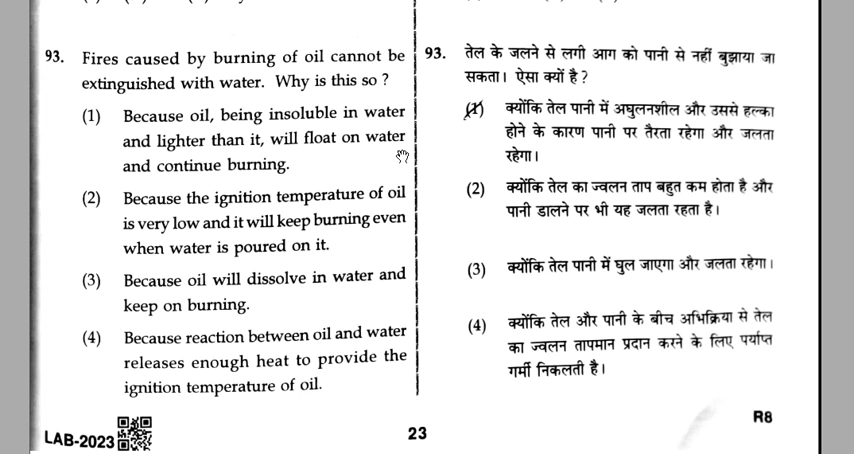 93. Fires caused by burning of oil cannot be
extinguished with water. Why is this so ?
(1) Because oil, being insoluble in water
and lighter than it, will float on water
and continue burning.
(2) Because the ignition temperature of oil
is very low and it will keep burning even
when water is poured on it.
(3) Because oil will dissolve in water and
keep on burning.
(4) Because reaction between oil and water
releases enough heat to provide the
ignition temperature of oil.
93. तेल के जलने से लगी आग को पानी से नहीं बुझाया जा
सकता। ऐसा क्यों है ?
(1) क्योंकि तेल पानी में अघुलनशील और उससे हल्का
होने के कारण पानी पर तैरता रहेगा और जलता
रहेगा।
(2) क्योंकि तेल का ज्वलन ताप बहुत कम होता है और
पानी डालने पर भी यह जलता रहता है।
(3) क्योंकि तेल पानी में घुल जाएगा और जलता रहेगा।
(4) क्योंकि तेल और पानी के बीच अभिक्रिया से तेल
का ज्वलन तापमान प्रदान करने के लिए पर्याप्त
गर्मी निकलती है।
LAB-2023
23
R8